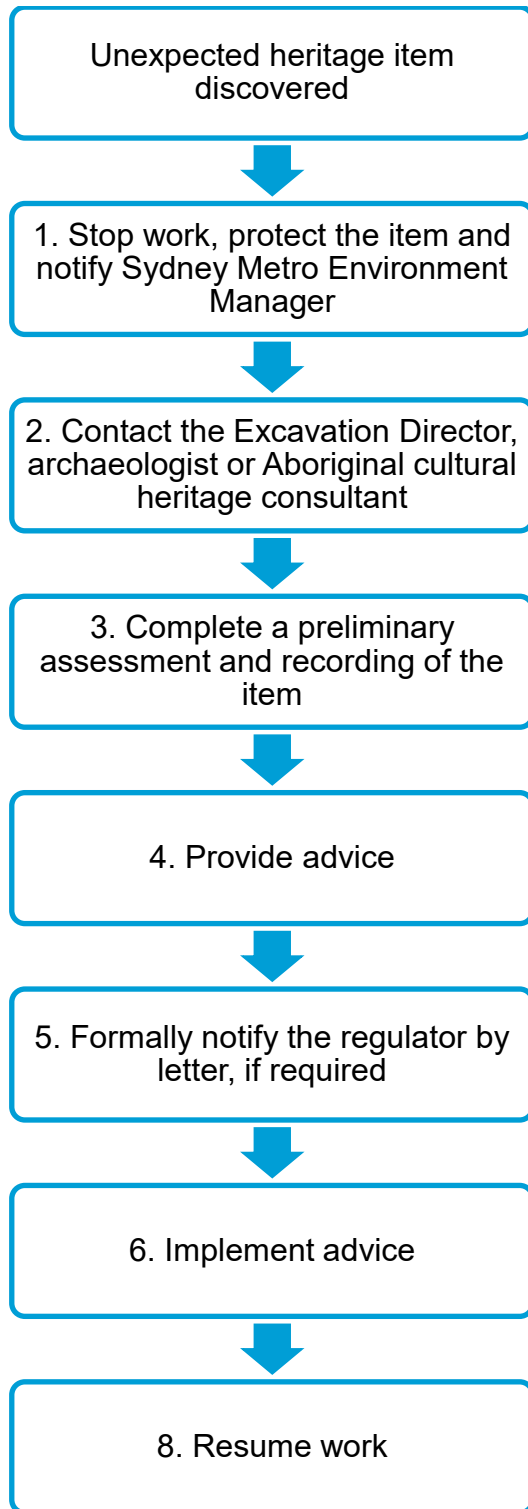 Unexpected heritage item
discovered
1. Stop work, protect the item and
notify Sydney Metro Environment
Manager
2. Contact the Excavation Director,
archaeologist or Aboriginal cultural
heritage consultant
3. Complete a preliminary
assessment and recording of the
item
4. Provide advice
5. Formally notify the regulator by
letter, if required
6. Implement advice
8. Resume work